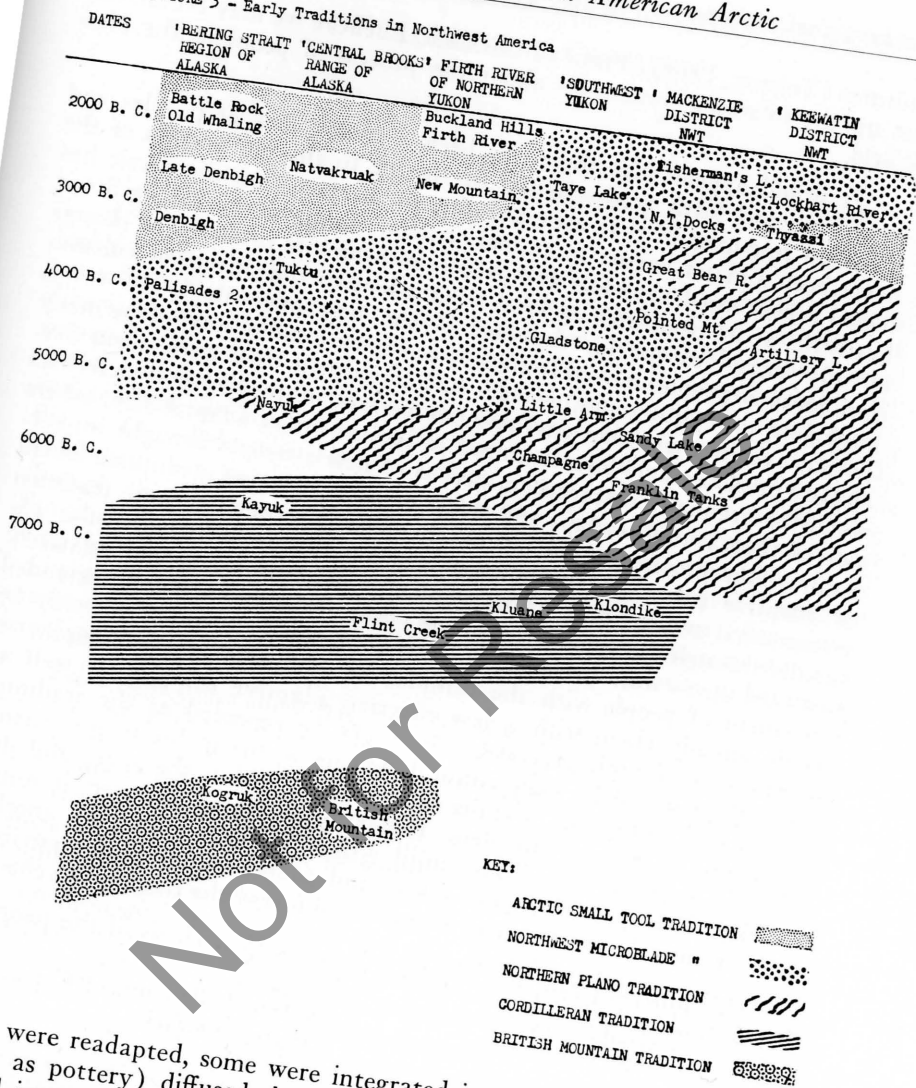 American Arctic
5 – Early Traditions in Northwest America
DATES
'BERING STRAIT
REGION OF
ALASKA
'CENTRAL BROOKS'
RANGE OF
ALASKA
FIRTH RIVER
OF NORTHERN
YUKON
'SOUTHWEST '
YUKON
MACKENZIE
DISTRICT
NWT
' KEEWATIN
DISTRICT
NWT
2000 B. C.
Battle Rock
Old Whaling
Buckland Hills
Firth River
Fisherman's L.
Late Denbigh
Natvakruak
New Mountain
Taye Lake
Lockhart River
3000 B. C.
Denbigh
N.T.Docks
Thyazzi
4000 B. C.
Palisades 2
Tuktu
Great Bear R.
Pointed Mt.
Gladstone
Artillery L.
5000 B. C.
Nayuk
Little Arm
Sandy Lake
6000 B. C.
Champagne
Franklin Tanks
Kayuk
7000 B. C.
Kluane
Klondike
Flint Creek
Kogruk
British
Mountain
Not for Resale
KEY:
ARCTIC SMALL TOOL TRADITION
NORTHWEST MICROBLADE "
NORTHERN PLANO TRADITION
CORDILLERAN TRADITION
BRITISH MOUNTAIN TRADITION
were readapted, some were integrated
as pottery) diffused